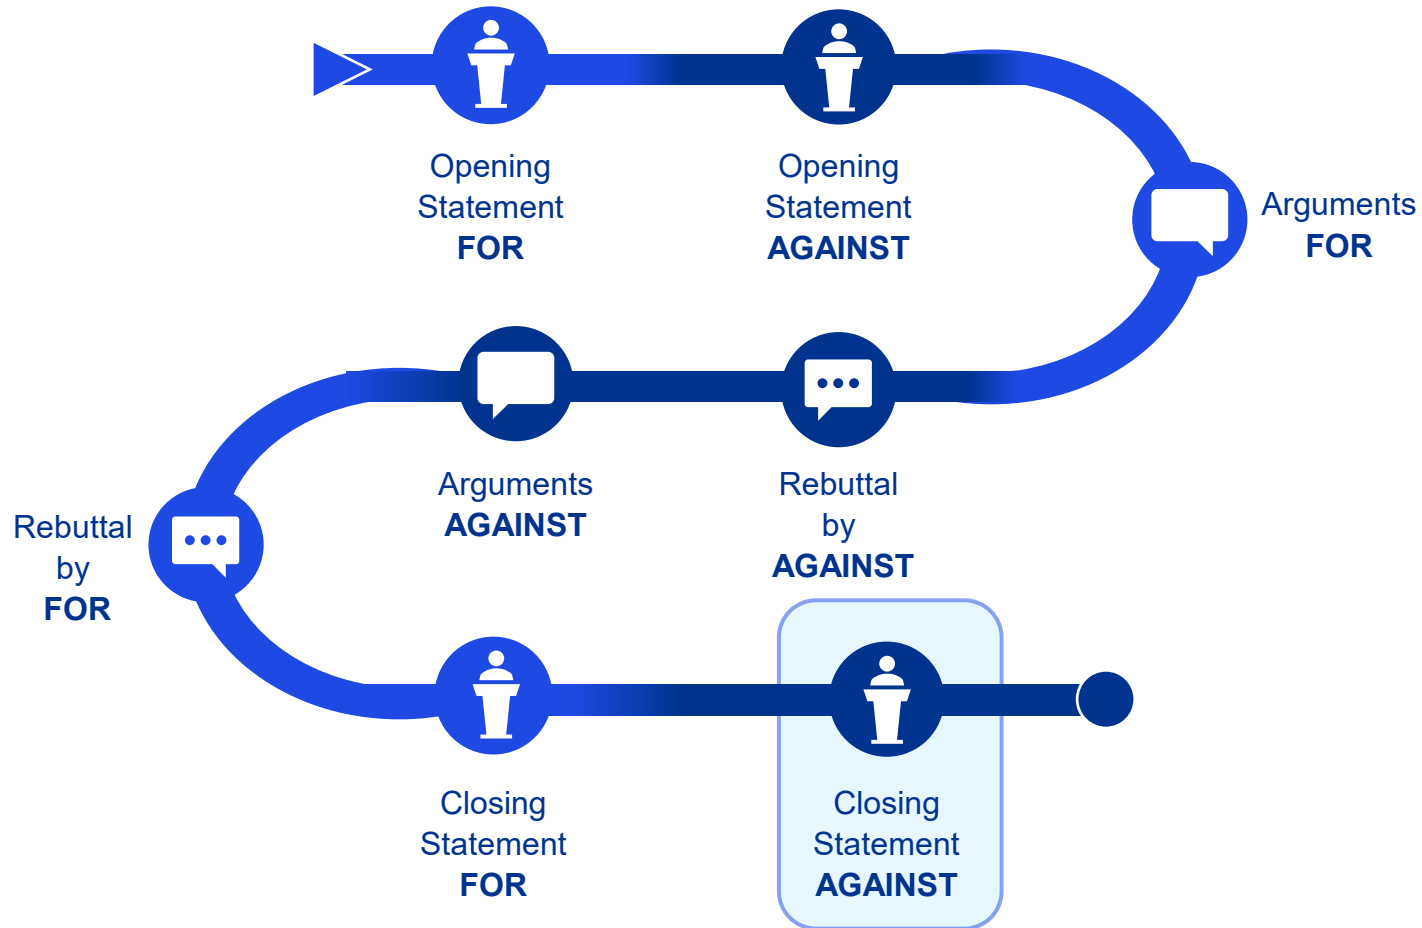 Opening
Statement
FOR
Opening
Statement
AGAINST
Arguments
FOR
Rebuttal
by
AGAINST
Arguments
AGAINST
Rebuttal
by
FOR
Closing
Statement
FOR
Closing
Statement
AGAINST